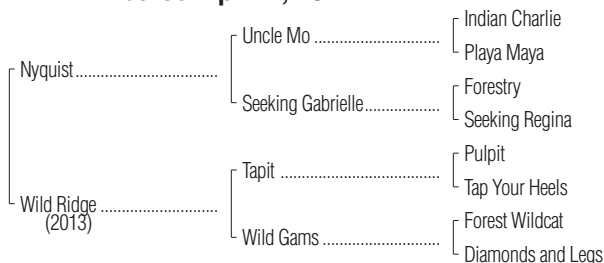 Indian Charlie
Uncle Mo
Playa Maya
Nyquist
Forestry
Seeking Gabrielle
Seeking Regina
Pulpit
Tapit
Tap Your Heels
Wild Ridge
(2013)
Forest Wildcat
Wild Gams
Diamonds and Legs